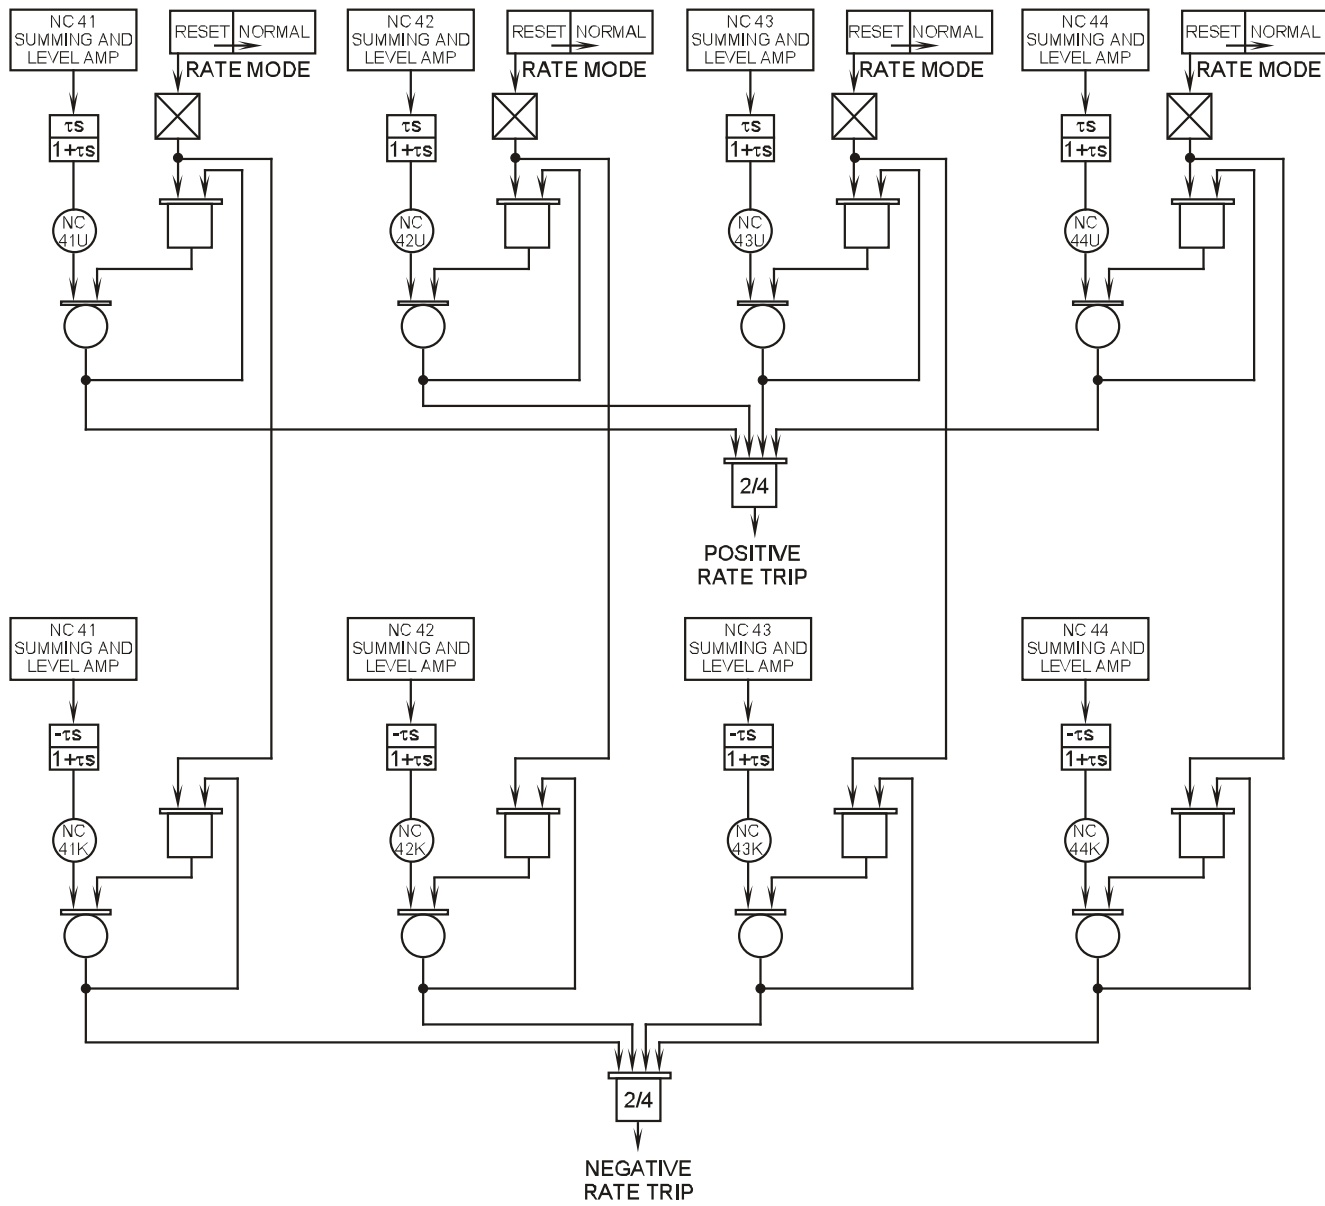 NC 41
SUMMING AND
LEVEL AMP
RESET NORMAL
RATE MODE
NC 42
SUMMING AND
LEVEL AMP
RESET NORMAL
RATE MODE
NC 43
SUMMING AND
LEVEL AMP
RESET NORMAL
RATE MODE
NC 44
SUMMING AND
LEVEL AMP
RESET NORMAL
RATE MODE
τs
1+τs
τs
1+τs
τs
1+τs
τs
1+τs
NC
41U
NC
42U
NC
43U
NC
44U
2/4
POSITIVE
RATE TRIP
NC 41
SUMMING AND
LEVEL AMP
NC 42
SUMMING AND
LEVEL AMP
NC 43
SUMMING AND
LEVEL AMP
NC 44
SUMMING AND
LEVEL AMP
-τs
1+τs
-τs
1+τs
-τs
1+τs
-τs
1+τs
NC
41K
NC
42K
NC
43K
NC
44K
2/4
NEGATIVE
RATE TRIP